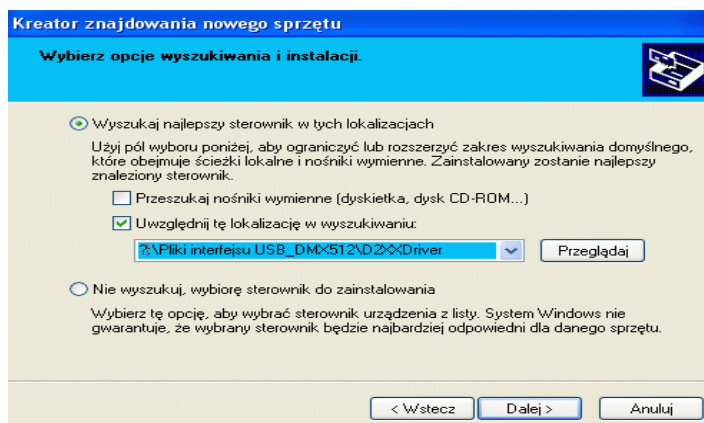 Kreator znajdowania nowego sprzętu
Wybierz opcje wyszukiwania i instalacji.
Wyszukaj najlepszy sterownik w tych lokalizacjach
Użyj pól wyboru poniżej, aby ograniczyć lub rozszerzyć zakres wyszukiwania domyślnego,
które obejmuje ścieżki lokalne i nośniki wymienne. Zainstalowany zostanie najlepszy
znaleziony sterownik.
Przeszukaj nośniki wymienne (dyskietka, dysk CD-ROM...)
Uwzględnij tę lokalizację w wyszukiwaniu:
?:\Pliki interfejsu USB_DMX512\D2XXDriver
Przeglądaj
Nie wyszukuj, wybiorę sterownik do zainstalowania
Wybierz tę opcję, aby wybrać sterownik urządzenia z listy. System Windows nie
gwarantuje, że wybrany sterownik będzie najbardziej odpowiedni dla danego sprzętu.
< Wstecz Dalej > Anuluj